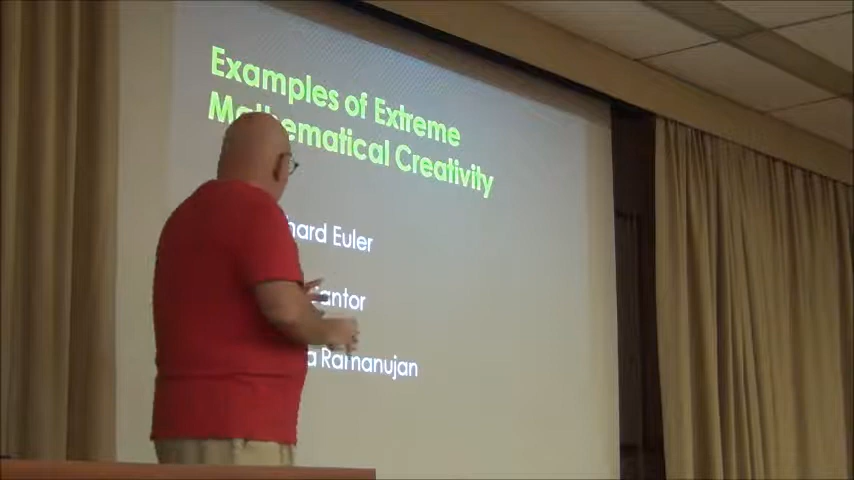 Examples of Extreme
Mathematical Creativity
hard Euler
antor
a Ramanujan